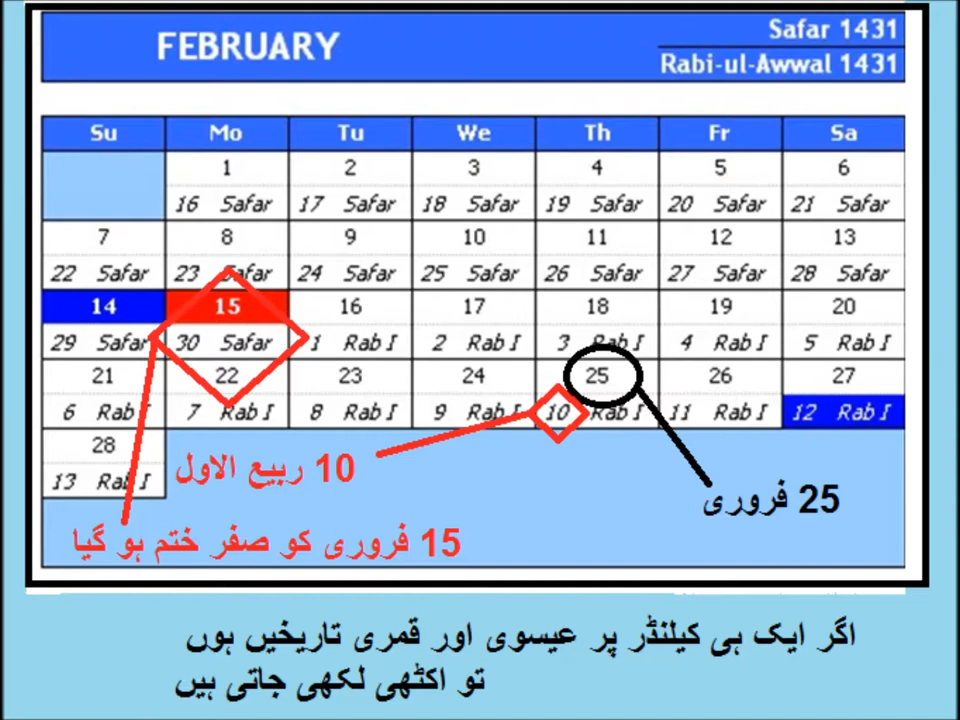 FEBRUARY
Safar 1431
Rabi-ul-Awwal 1431
Su Mo Tu We Th Fr Sa
1 2 3 4 5 6
16 Safar 17 Safar 18 Safar 19 Safar 20 Safar 21 Safar
7 8 9 10 11 12 13
22 Safar 23 Safar 24 Safar 25 Safar 26 Safar 27 Safar 28 Safar
14 15 16 17 18 19 20
29 Safar 30 Safar 1 Rab I 2 Rab I 3 Rab I 4 Rab I 5 Rab I
21 22 23 24 25 26 27
6 Rab I 7 Rab I 8 Rab I 9 Rab I 10 Rab I 11 Rab I 12 Rab I
28
13 Rab I
10 ربیع الاول
25 فروری
15 فروری کو صفر ختم ہو گیا
اگر ایک ہی کیلنڈر پر عیسوی اور قمری تاریخیں ہوں
تو اکٹھی لکھی جاتی ہیں